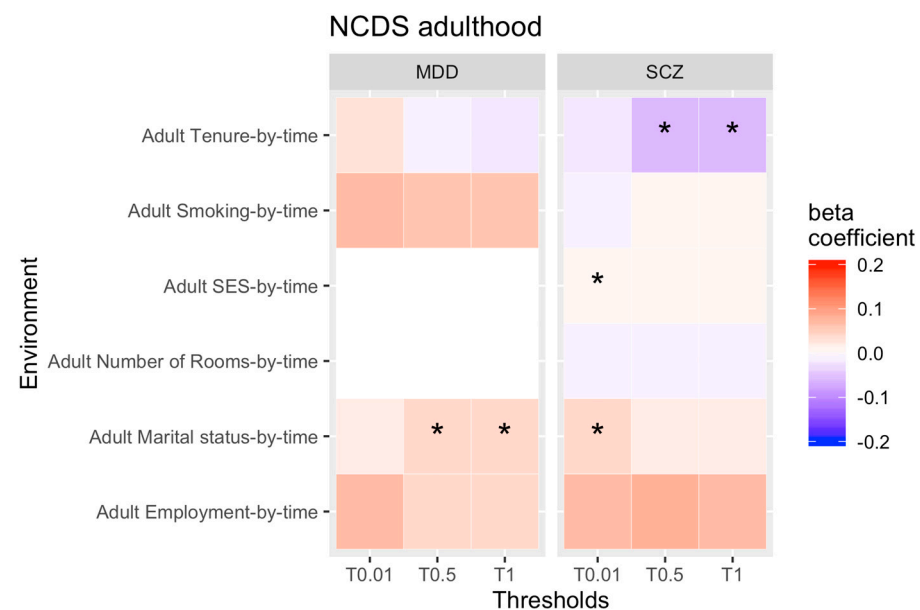 NCDS adulthood
MDD
SCZ
Environment
Adult Tenure-by-time
* *
Adult Smoking-by-time
Adult SES-by-time
*
Adult Number of Rooms-by-time
Adult Marital status-by-time
* * *
Adult Employment-by-time
T0.01 T0.5 T1
T0.01 T0.5 T1
Thresholds
beta
coefficient
0.2
0.1
0.0
-0.1
-0.2